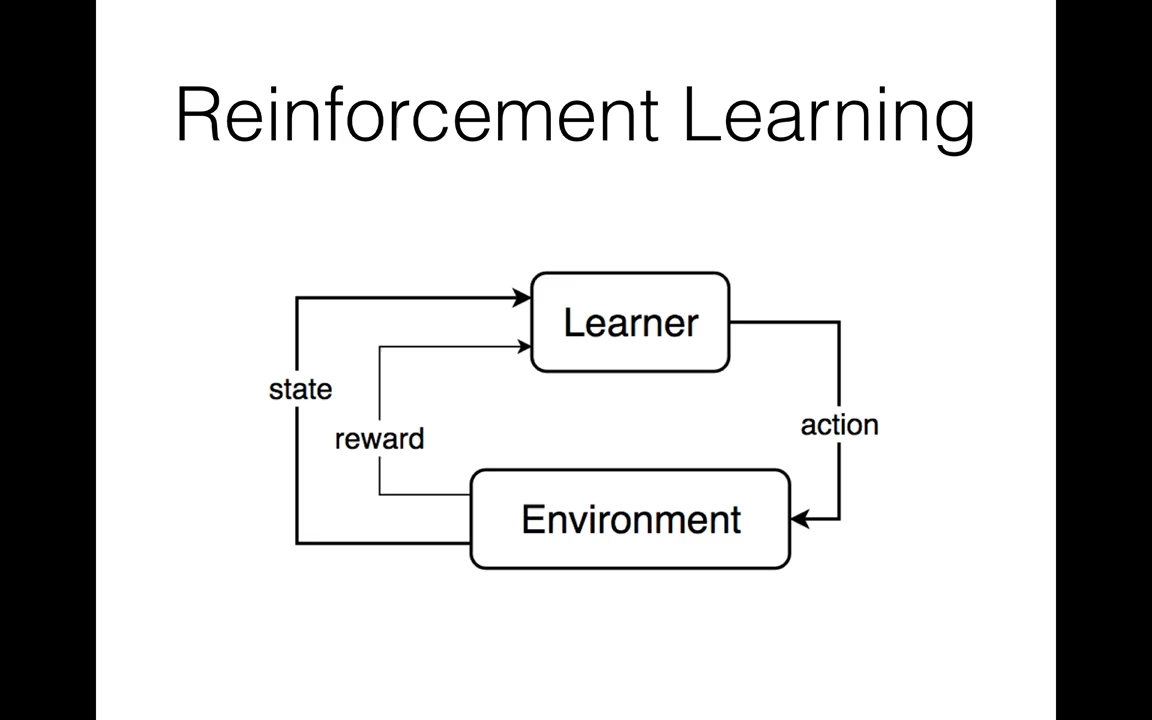 Reinforcement Learning
Learner
state
action
reward
Environment